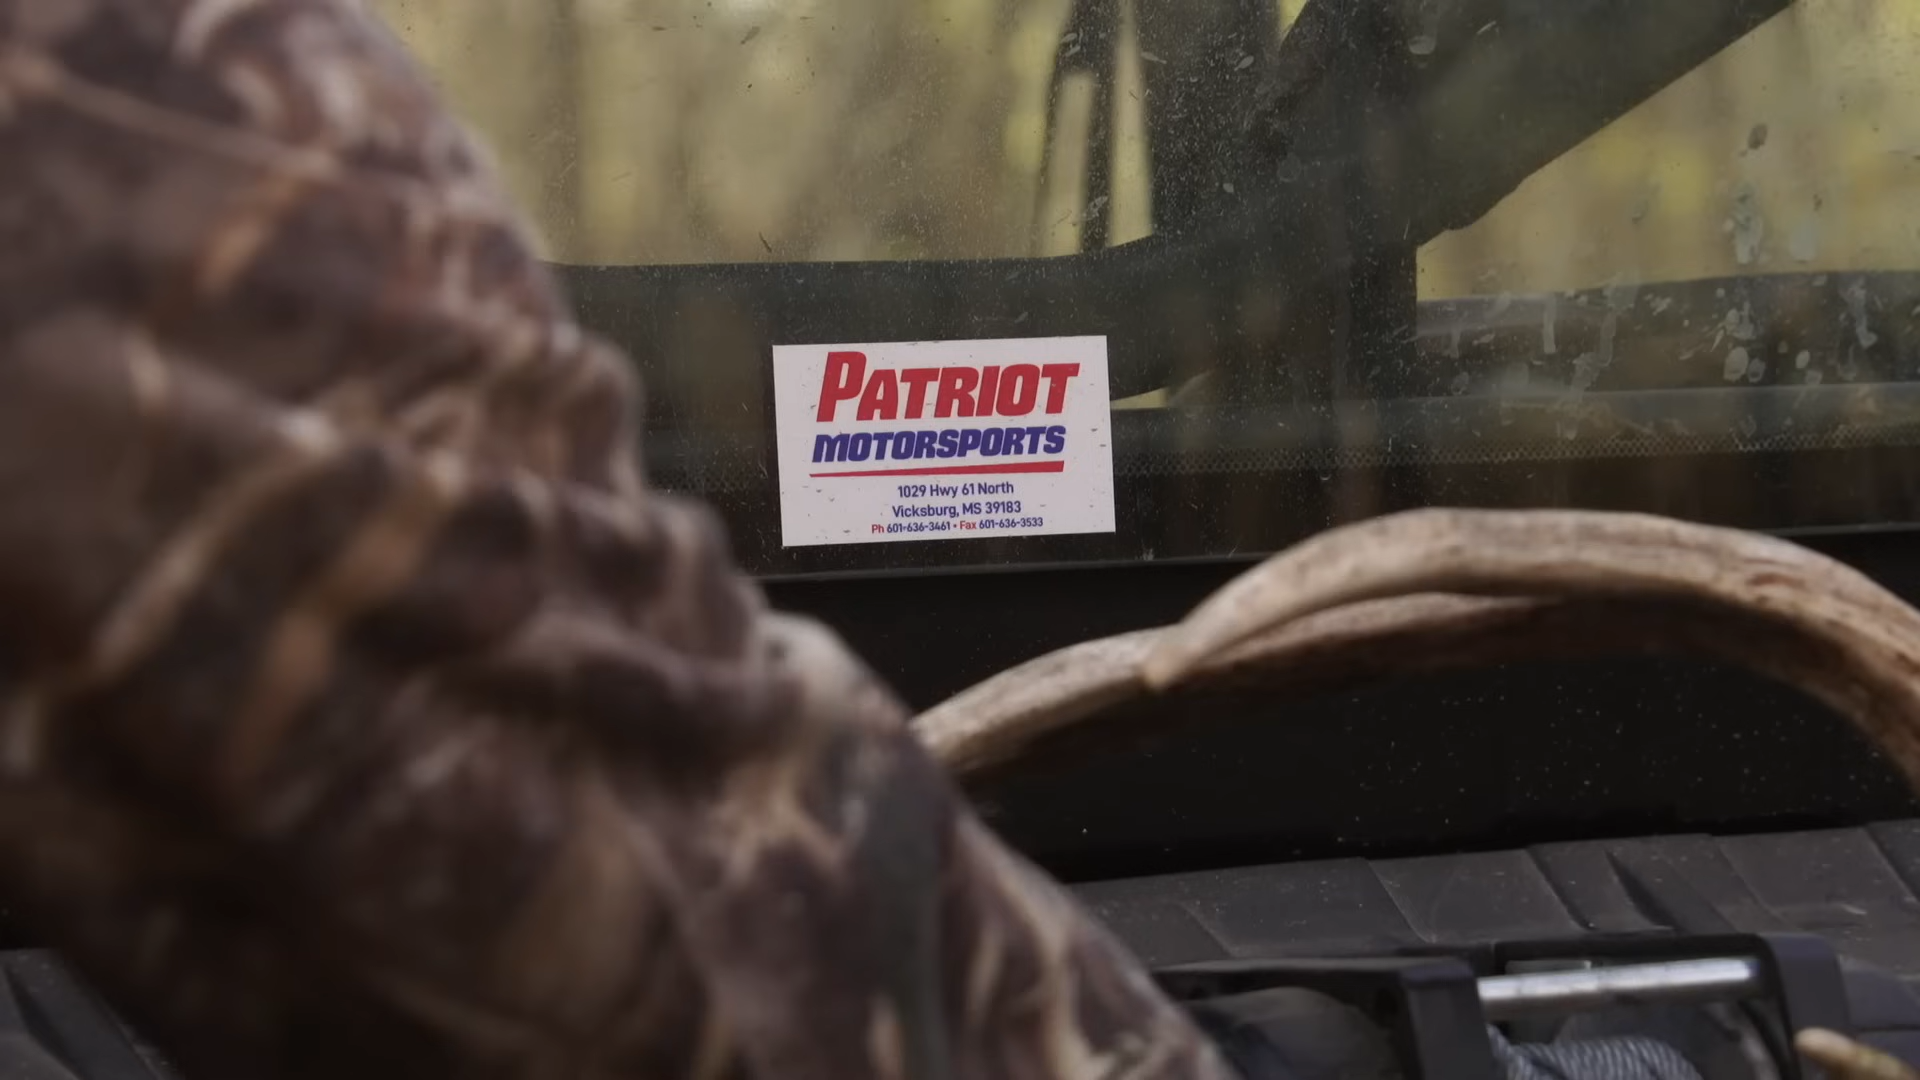 PATRIOT
MOTORSPORTS
1029 Hwy 61 North
Vicksburg, MS 39183
Ph 601-636-3461 • Fax 601-636-3533